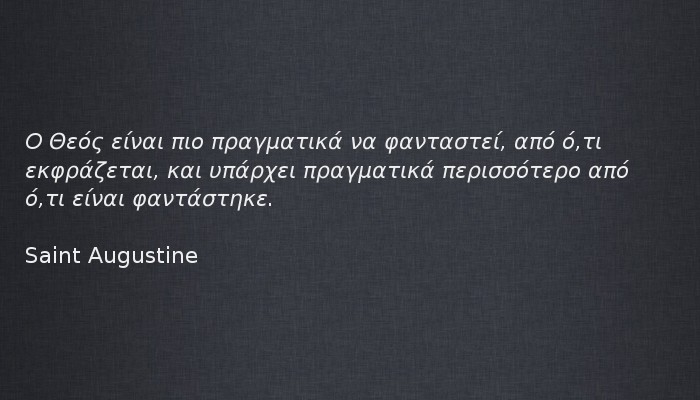 Ο Θεός είναι πιο πραγματικά να φανταστεί, από ό,τι
εκφράζεται, και υπάρχει πραγματικά περισσότερο από
ό,τι είναι φαντάστηκε.
Saint Augustine